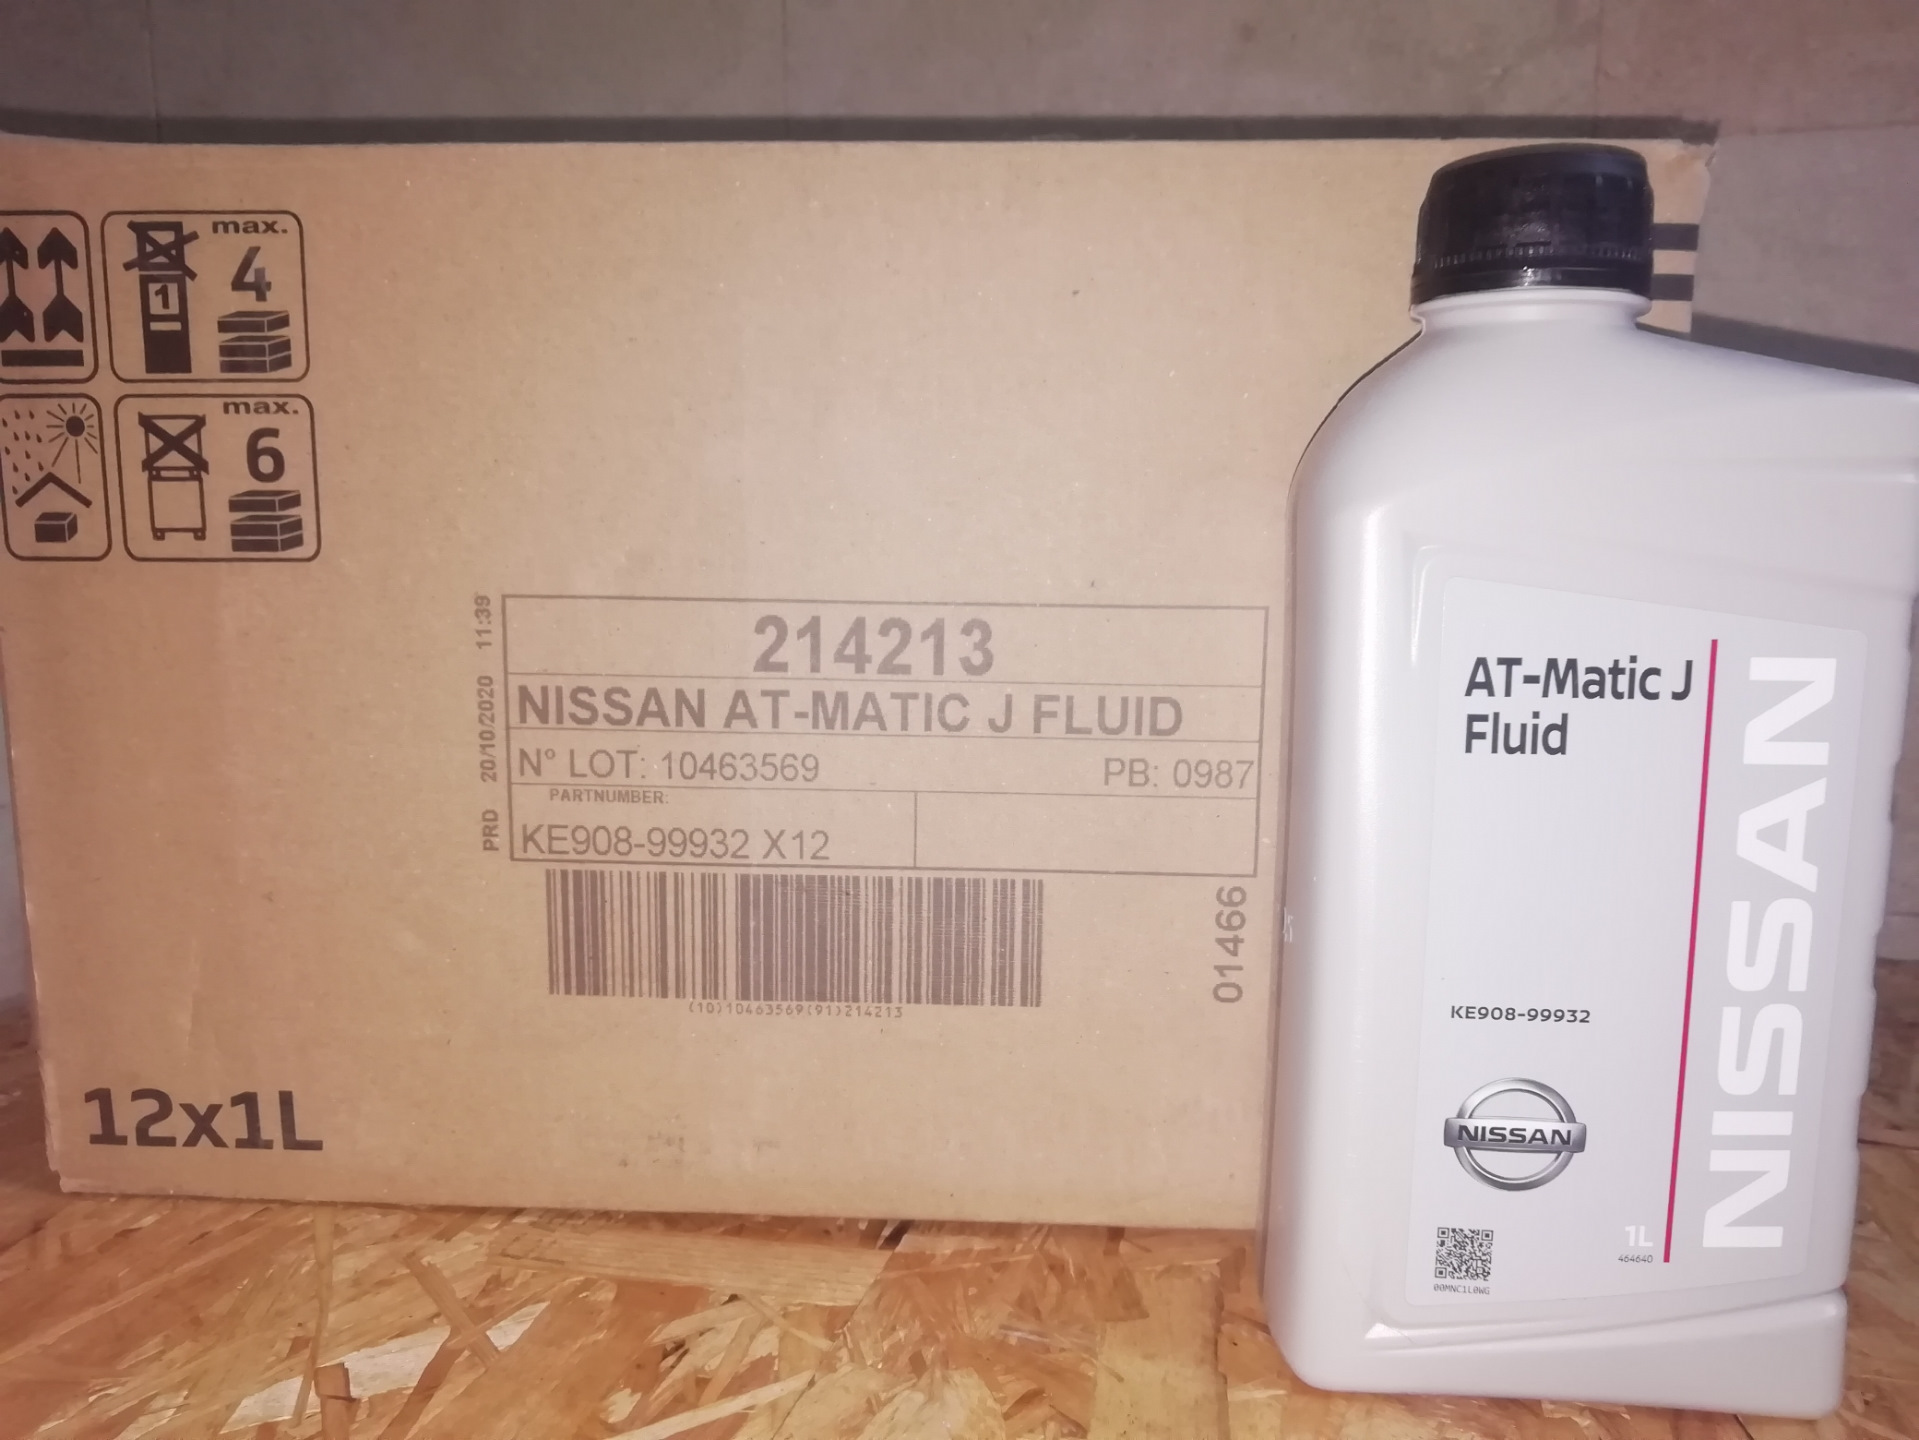 max.
4
1
max.
6
PRD 20/10/2020 11:39
214213
NISSAN AT-MATIC J FLUID
N° LOT: 10463569 PB: 0987
PARTNUMBER:
KE908-99932 X12
(10)10463569(91)214213
01466
12x1L
AT-Matic J
Fluid
NISSAN
KE908-99932
NISSAN
1L
464640
00MNC1L0WG